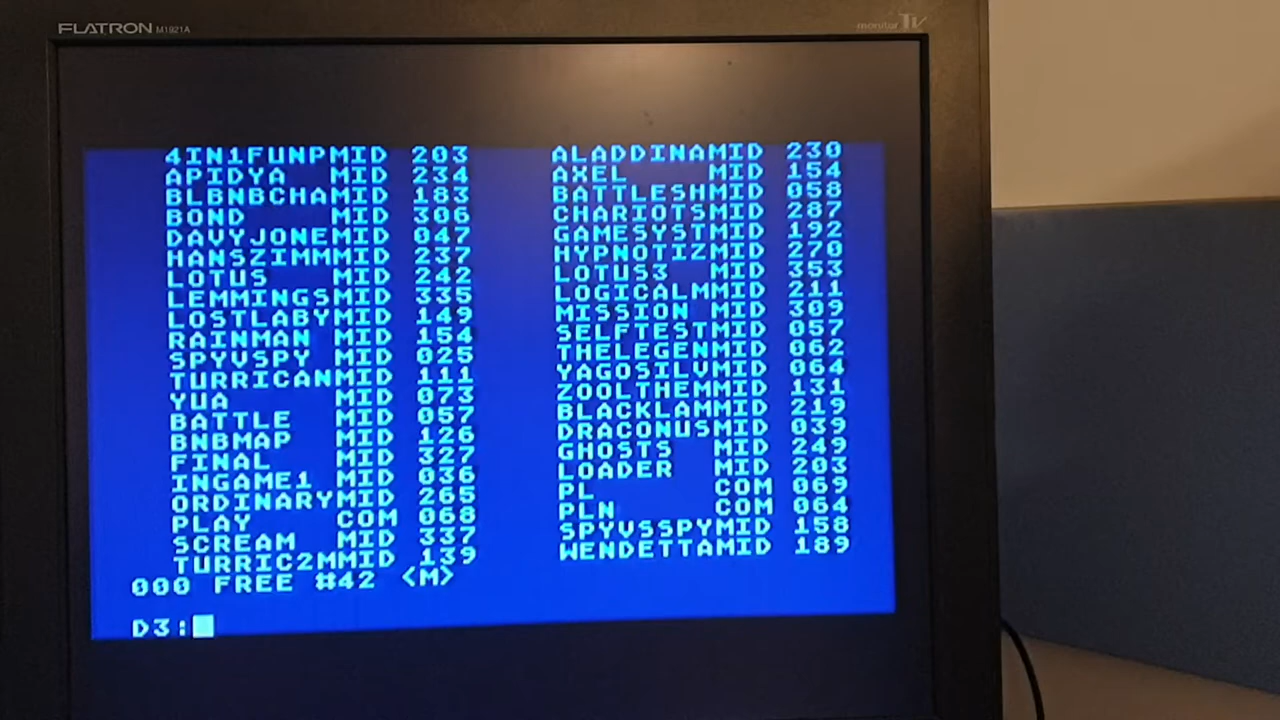 FLATRON M1921A
monitor TV
4IN1FUNPMID 203 ALADDINAMID 230
APIDYA MID 234 AXEL MID 154
BLBNBCHAMID 183 BATTLESHMID 058
BOND MID 306 CHARIOTSMID 287
DAVYJONEMID 047 GAMESYSTMID 192
HANSZIMMMID 237 HYPNOTIZMID 270
LOTUS MID 242 LOTUS3 MID 353
LEMMINGSMID 335 LOGICALMMID 211
LOSTLABYMID 149 MISSION MID 309
RAINMAN MID 154 SELFTESTMID 057
SPYVSPY MID 025 THELEGENMID 062
TURRICANMID 111 YAGOSILVMID 064
YUA MID 073 ZOOLTHEMMID 131
BATTLE MID 057 BLACKLAMMID 219
BNBMAP MID 126 DRACONUSMID 039
FINAL MID 327 GHOSTS MID 249
INGAME1 MID 036 LOADER MID 203
ORDINARYMID 265 PL COM 069
PLAY COM 068 PLN COM 064
SCREAM MID 337 SPYVSSPYMID 158
TURRIC2MMID 139 WENDETTAMID 189
000 FREE #42 <M>
D3: